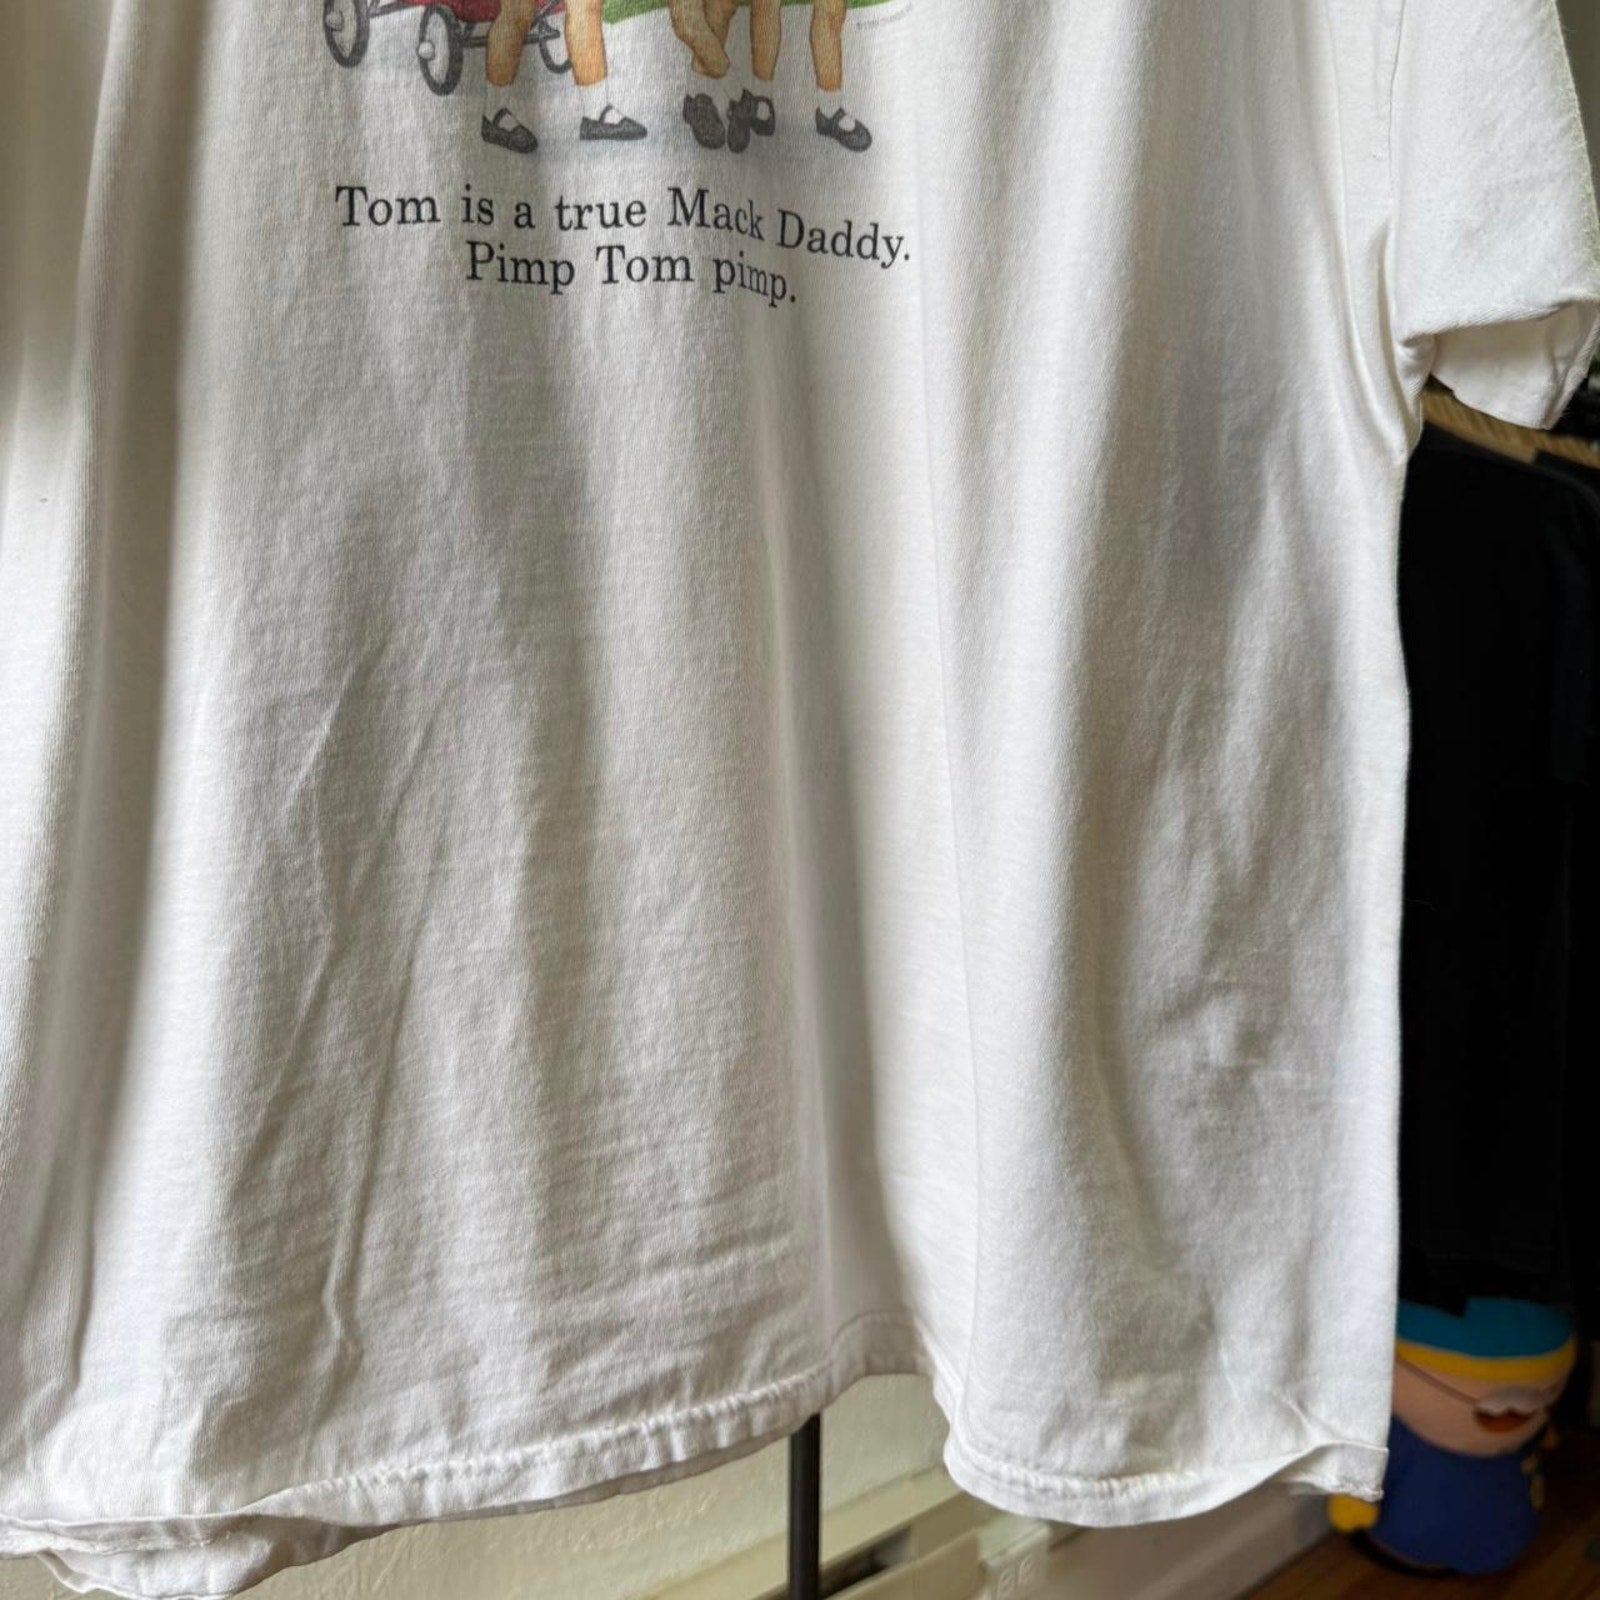 Tom is a true Mack Daddy.
Pimp Tom pimp.